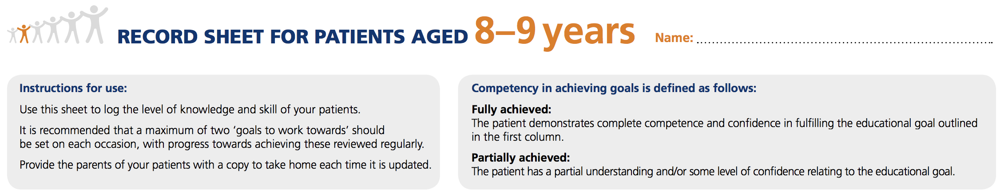 RECORD SHEET FOR PATIENTS AGED 8–9 years Name:
Instructions for use:
Use this sheet to log the level of knowledge and skill of your patients.
It is recommended that a maximum of two ‘goals to work towards’ should
be set on each occasion, with progress towards achieving these reviewed regularly.
Provide the parents of your patients with a copy to take home each time it is updated.
Competency in achieving goals is defined as follows:
Fully achieved:
The patient demonstrates complete competence and confidence in fulfilling the educational goal outlined
in the first column.
Partially achieved:
The patient has a partial understanding and/or some level of confidence relating to the educational goal.